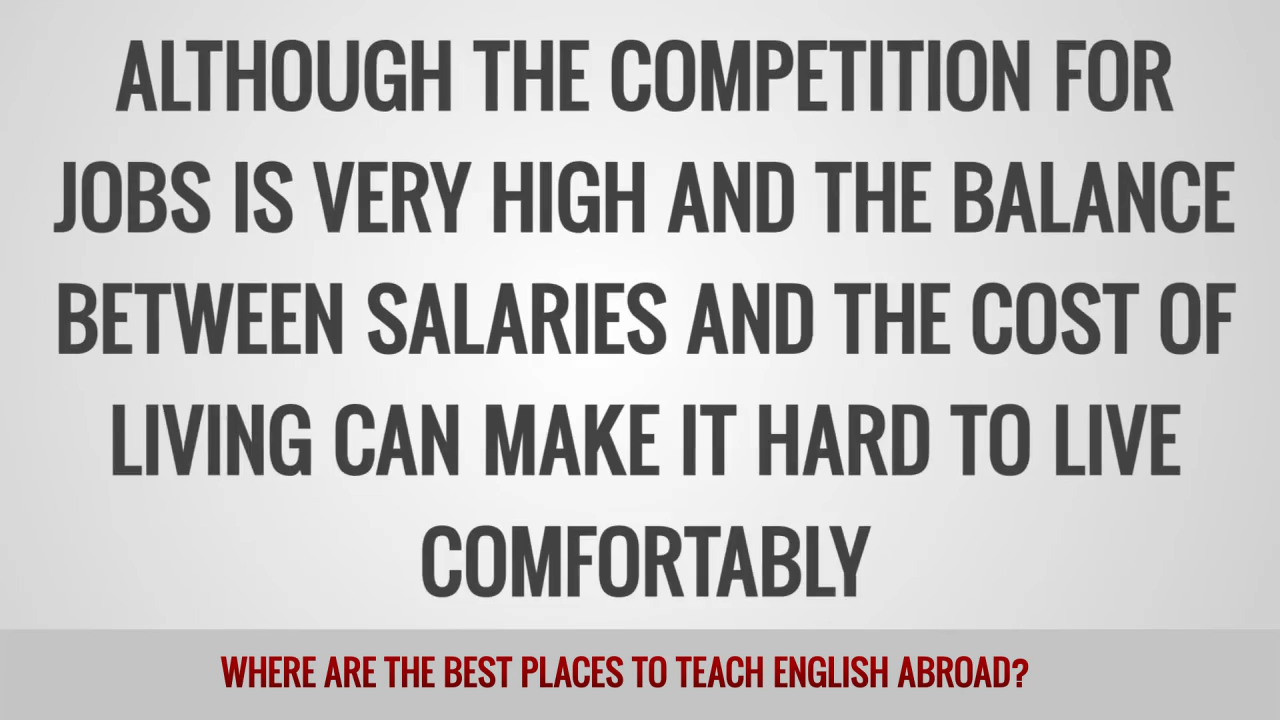 ALTHOUGH THE COMPETITION FOR
JOBS IS VERY HIGH AND THE BALANCE
BETWEEN SALARIES AND THE COST OF
LIVING CAN MAKE IT HARD TO LIVE
COMFORTABLY
WHERE ARE THE BEST PLACES TO TEACH ENGLISH ABROAD?